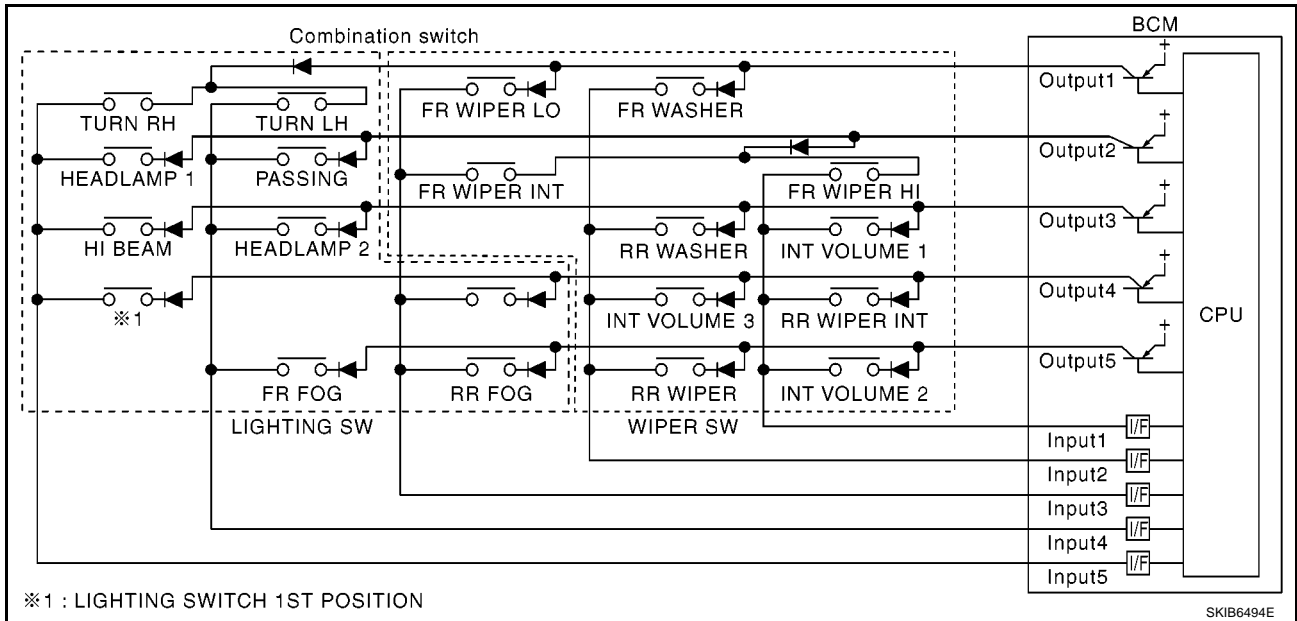 BCM
Combination switch
Output1
FR WIPER LO FR WASHER
TURN RH TURN LH
Output2
HEADLAMP 1 PASSING
FR WIPER INT FR WIPER HI
Output3
HI BEAM HEADLAMP 2 RR WASHER INT VOLUME 1
Output4
※1 INT VOLUME 3 RR WIPER INT
CPU
Output5
FR FOG RR FOG RR WIPER INT VOLUME 2
LIGHTING SW WIPER SW
I/F
Input1
I/F
Input2
I/F
Input3
I/F
Input4
I/F
Input5
※1 : LIGHTING SWITCH 1ST POSITION
SKIB6494E